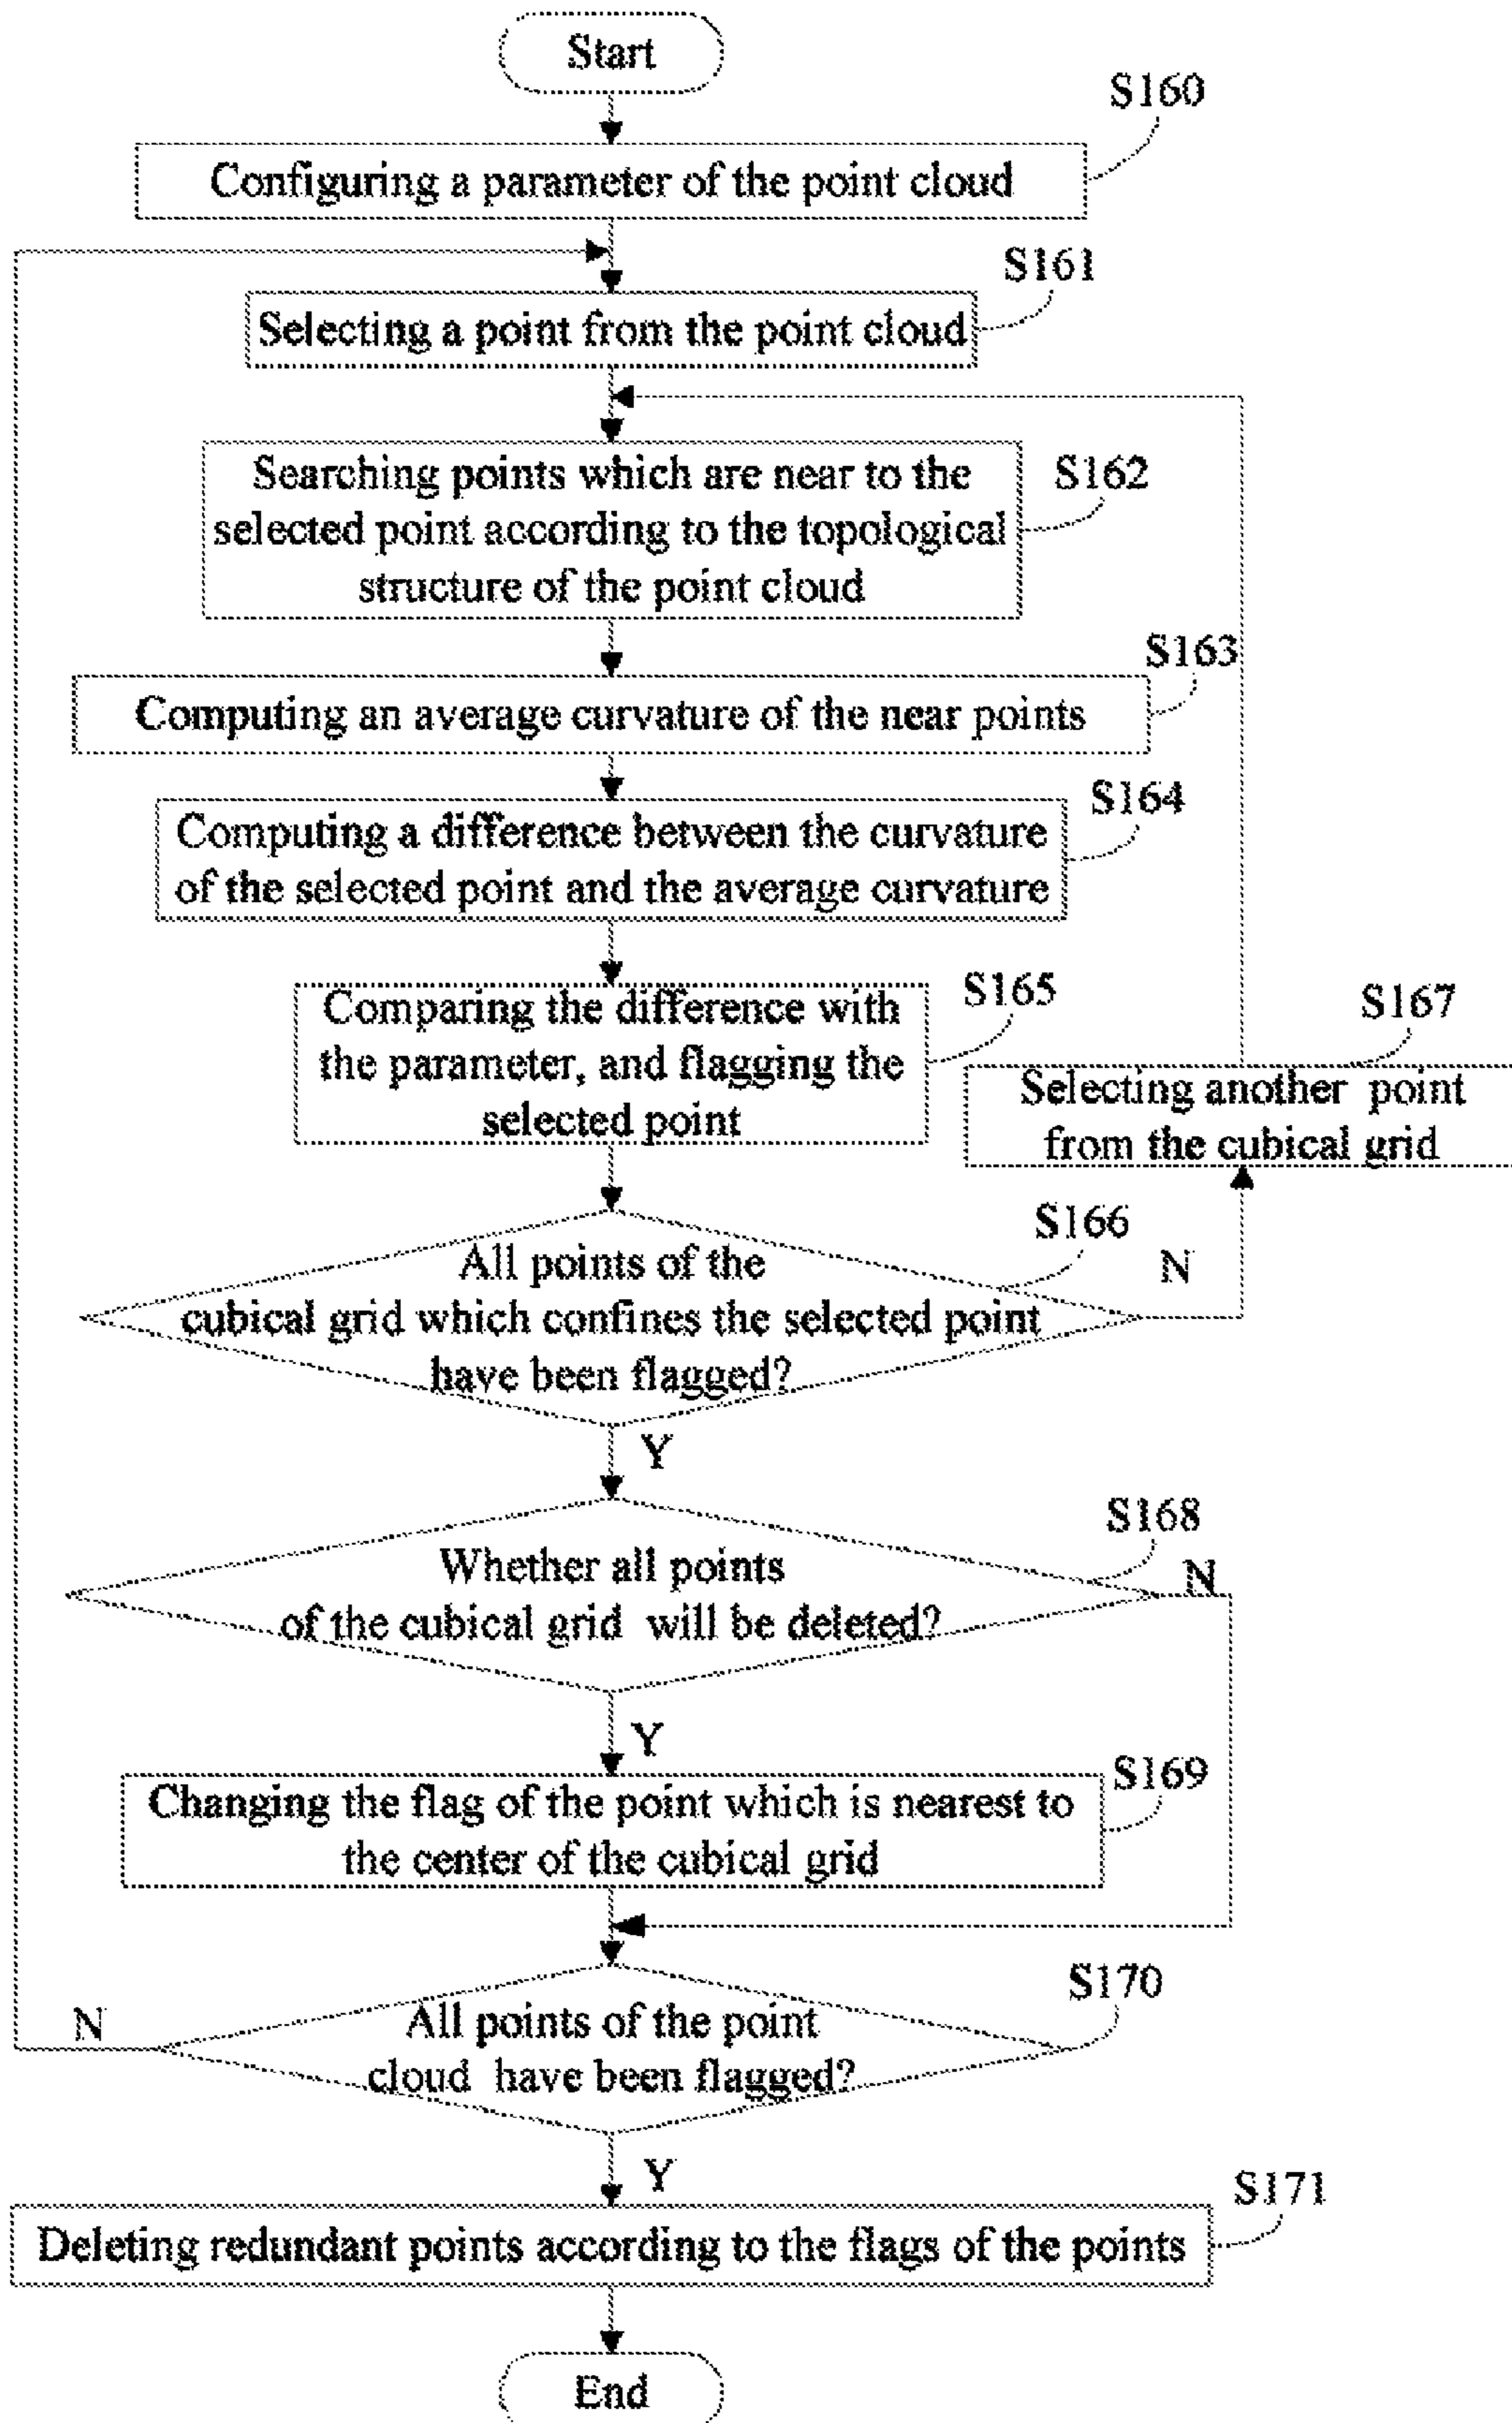 Start
S160
Configuring a parameter of the point cloud
S161
Selecting a point from the point cloud
Searching points which are near to the
S162
selected point according to the topological
structure of the point cloud
S163
Computing an average curvature of the near points
S164
Computing a difference between the curvature
of the selected point and the average curvature
S165
Comparing the difference with
the parameter, and flagging the
selected point
S167
Selecting another point
from the cubical grid
S166
All points of the
N
cubical grid which confines the selected point
have been flagged?
Y
S168
Whether all points
N
of the cubical grid will be deleted?
Y
S169
Changing the flag of the point which is nearest to
the center of the cubical grid
S170
N
All points of the point
cloud have been flagged?
Y
S171
Deleting redundant points according to the flags of the points
End